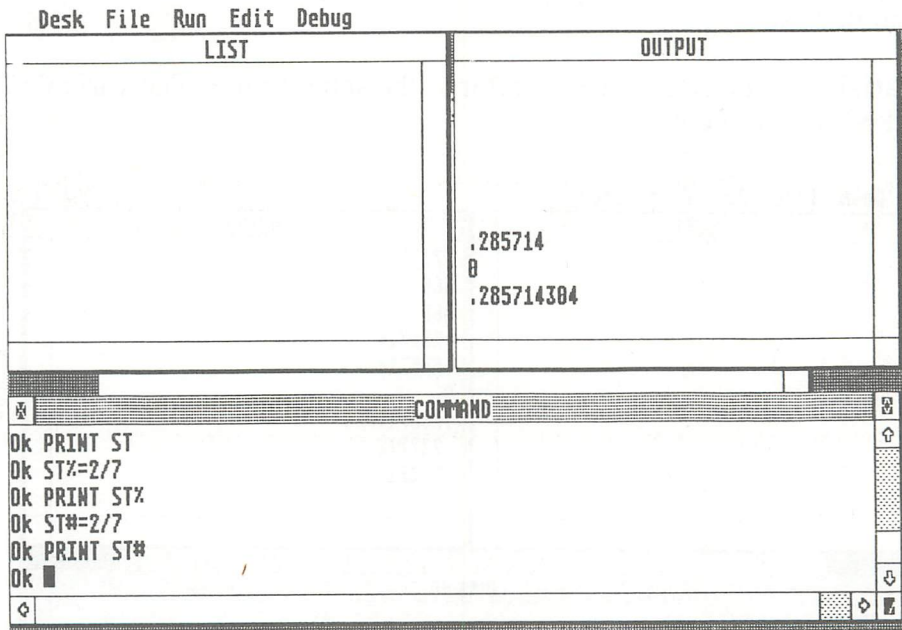 Desk File Run Edit Debug
LIST
OUTPUT
.285714
0
.285714304
COMMAND
Ok PRINT ST
Ok ST%=2/7
Ok PRINT ST%
Ok ST#=2/7
Ok PRINT ST#
Ok